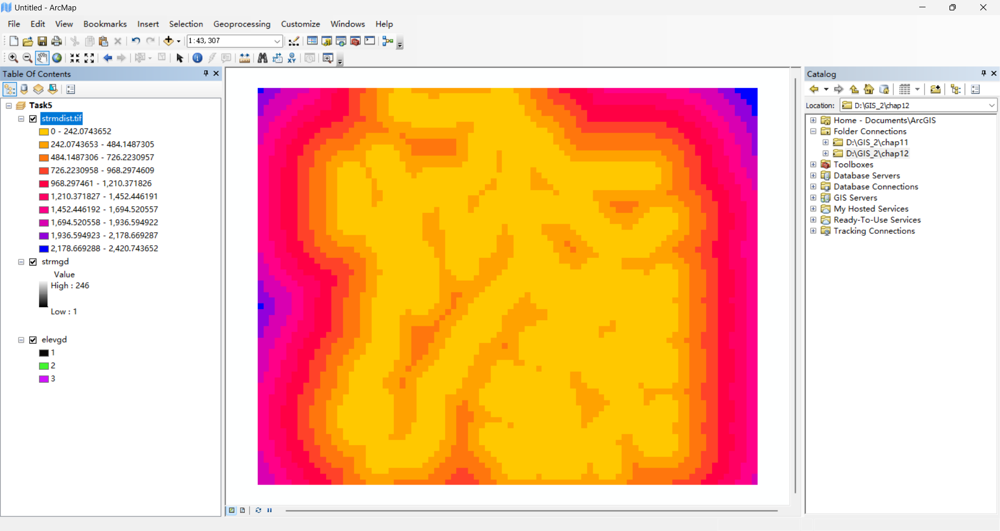 Untitled - ArcMap
File Edit View Bookmarks Insert Selection Geoprocessing Customize Windows Help
1:43, 307
Table Of Contents
Task5
strmdist.tif
0 - 242.0743652
242.0743653 - 484.1487305
484.1487306 - 726.2230957
726.2230958 - 968.2974609
968.297461 - 1,210.371826
1,210.371827 - 1,452.446191
1,452.446192 - 1,694.520557
1,694.520558 - 1,936.594922
1,936.594923 - 2,178.669287
2,178.669288 - 2,420.743652
strmgd
Value
High : 246
Low : 1
elevgd
1
2
3
XY
Catalog
Location: D:\GIS_2\chap12
Home - Documents\ArcGIS
Folder Connections
D:\GIS_2\chap11
D:\GIS_2\chap12
Toolboxes
Database Servers
Database Connections
GIS Servers
My Hosted Services
Ready-To-Use Services
Tracking Connections